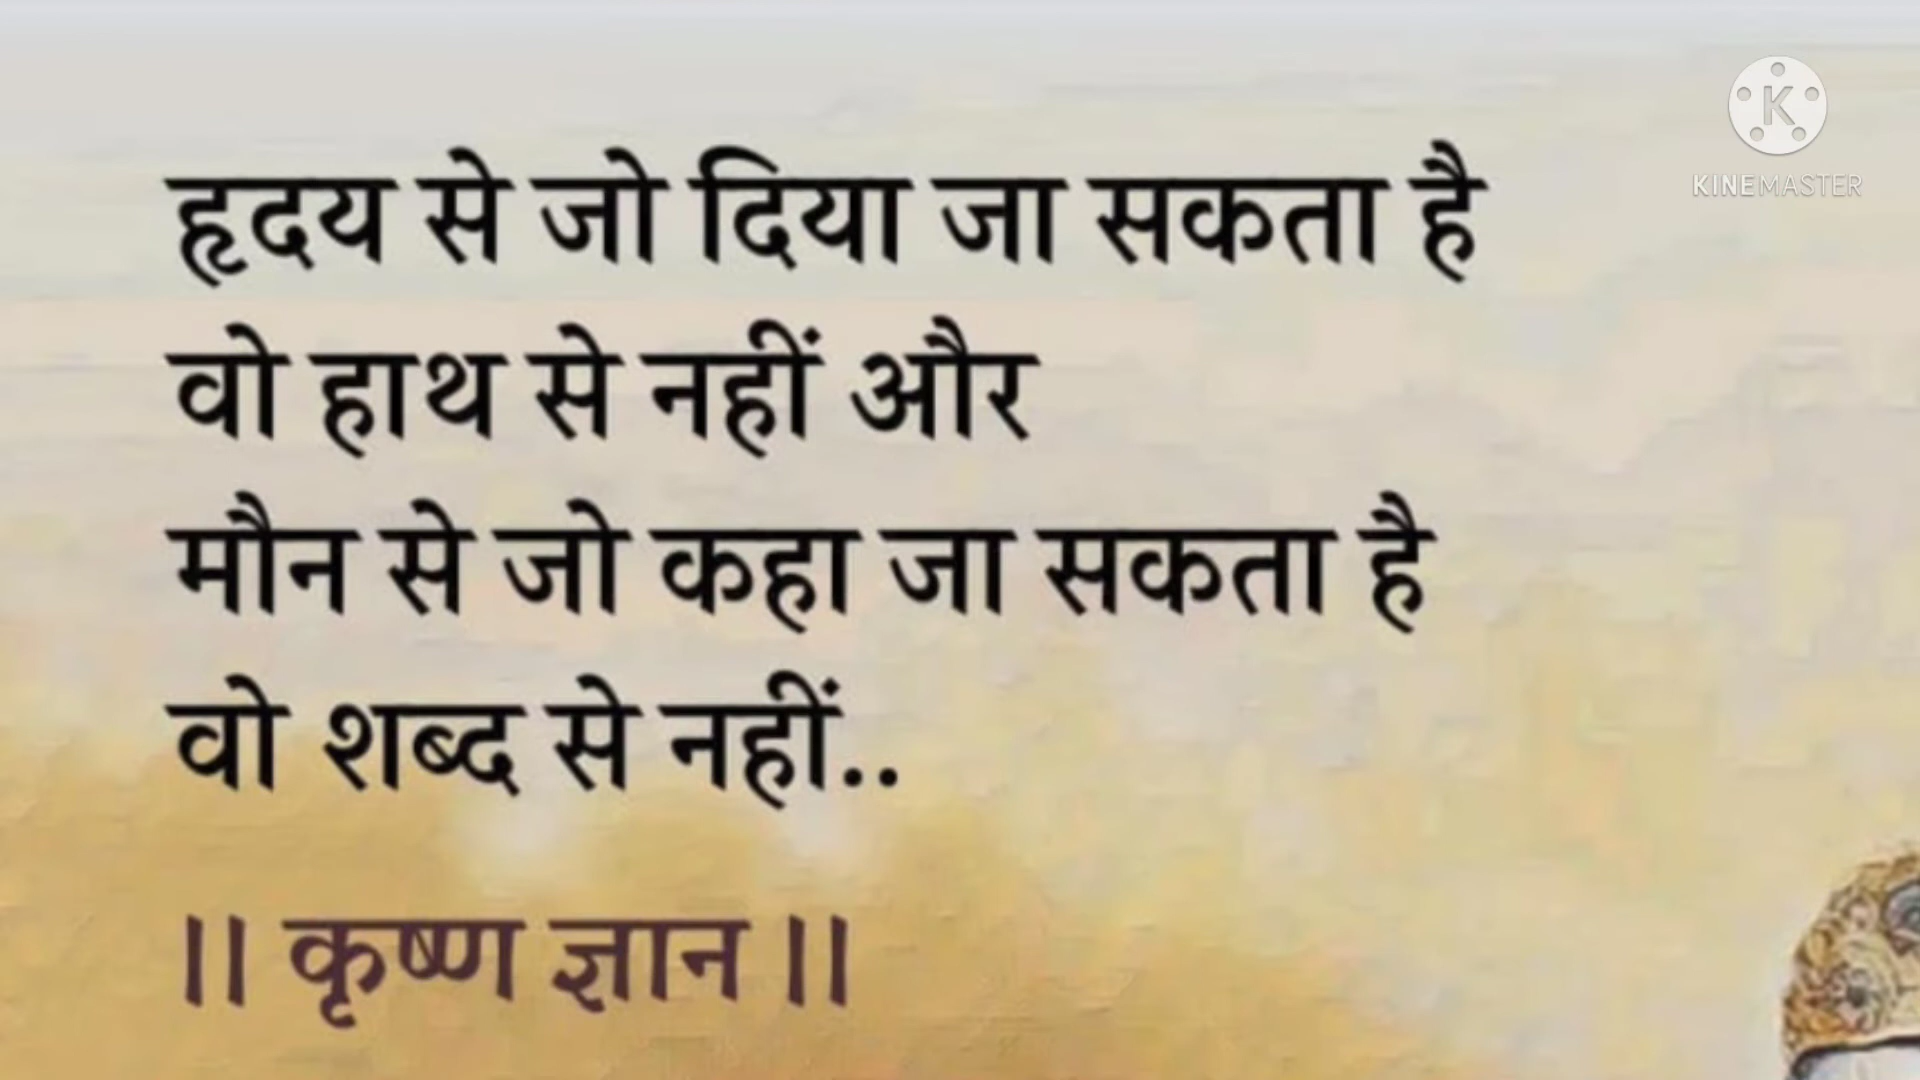 हृदय से जो दिया जा सकता है
वो हाथ से नहीं और
मौन से जो कहा जा सकता है
वो शब्द से नहीं..
|| कृष्ण ज्ञान ||
K
KINEMASTER